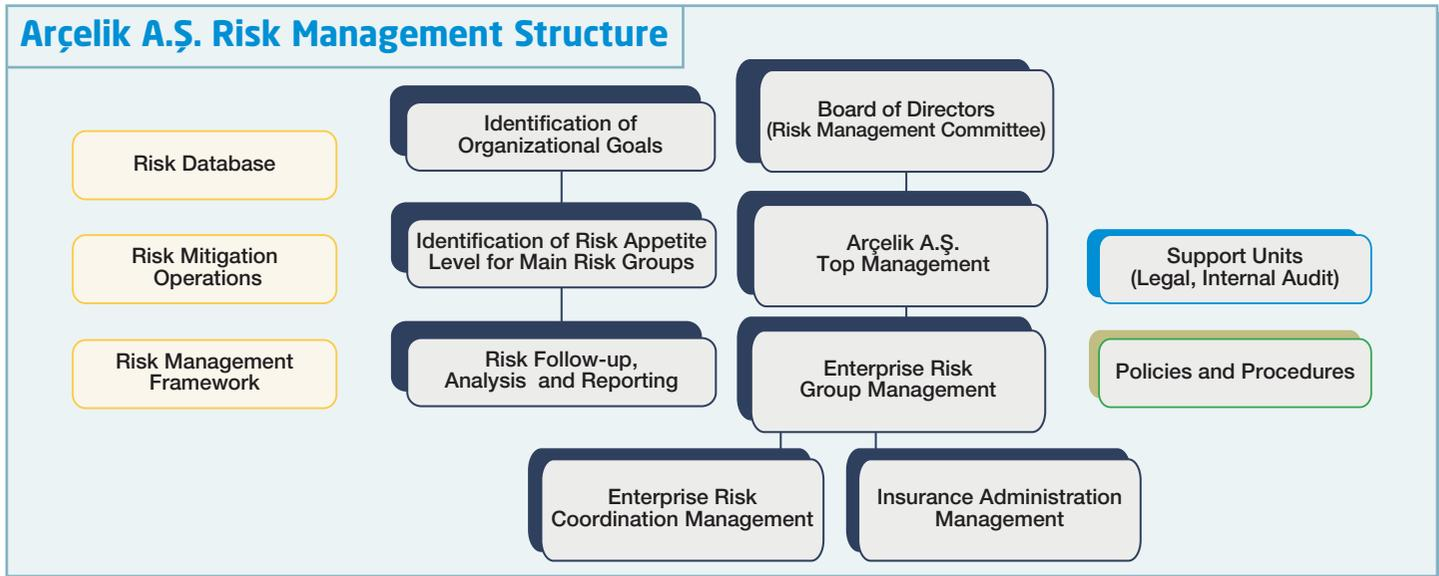 Arçelik A.Ş. Risk Management Structure
Risk Database
Risk Mitigation
Operations
Risk Management
Framework
Identification of
Organizational Goals
Identification of Risk Appetite
Level for Main Risk Groups
Risk Follow-up,
Analysis and Reporting
Board of Directors
(Risk Management Committee)
Arçelik A.Ş.
Top Management
Enterprise Risk
Group Management
Enterprise Risk
Coordination Management
Insurance Administration
Management
Support Units
(Legal, Internal Audit)
Policies and Procedures